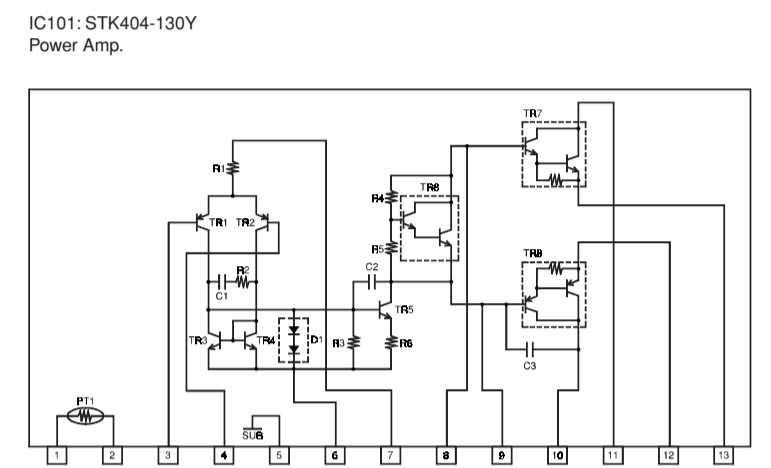 IC101: STK404-130Y
Power Amp.
TR7
R1
TR8
R4
TR1 TR2
R5
TR9
C2
R2
C1
TR5
TR3 TR4 D1 R3 R6
C3
PT1
SUB
1 2 3 4 5 6 7 8 9 10 11 12 13